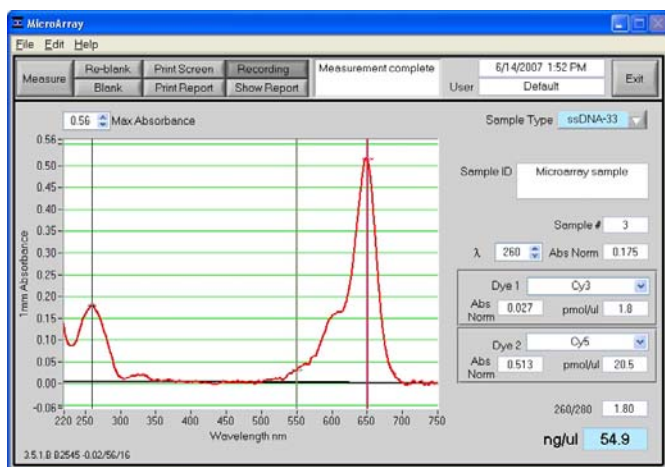 MicroArray
File Edit Help
Measure
Re-blank
Print Screen
Recording
Measurement complete
6/14/2007 1:52 PM
Exit
Blank
Print Report
Show Report
User
Default
0.56 Max Absorbance
Sample Type ssDNA-33
0.56
0.50
0.45
0.40
0.35
0.30
0.25
0.20
0.15
0.10
0.05
0.00
-0.06
1mm Absorbance
220 250 300 350 400 450 500 550 600 650 700 750
Wavelength nm
3.5.1.B B2545 -0.02/56/16
Sample ID Microarray sample
Sample # 3
λ 260 Abs Norm 0.175
Dye 1 Cy3
Abs Norm 0.027 pmol/ul 1.8
Dye 2 Cy5
Abs Norm 0.513 pmol/ul 20.5
260/280 1.80
ng/ul 54.9